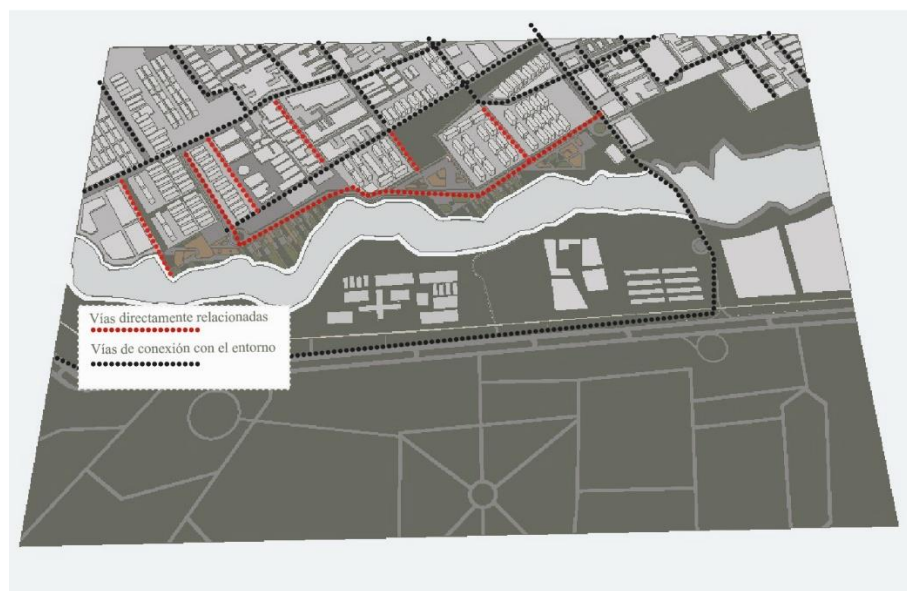 Vías directamente relacionadas
Vías de conexión con el entorno